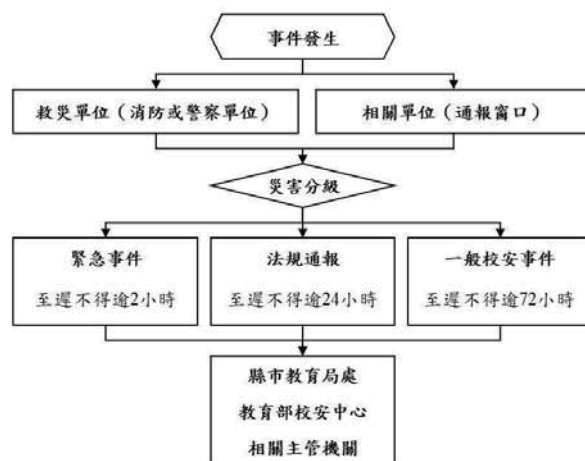 事件發生
救災單位（消防或警察單位）
相關單位（通報窗口）
災害分級
緊急事件
至遲不得逾2小時
法規通報
至遲不得逾24小時
一般校安事件
至遲不得逾72小時
縣市教育局處
教育部校安中心
相關主管機關